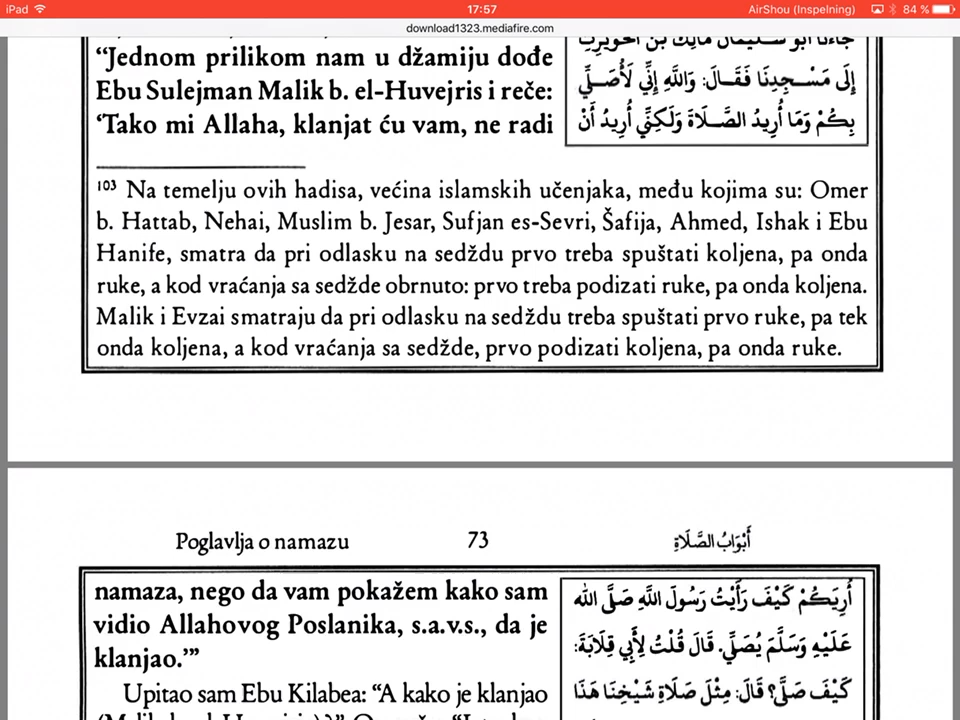 iPad 17:57 AirShou (Inspelning) 84 %
download1323.mediafire.com
“Jednom prilikom nam u džamiju dođe
Ebu Sulejman Malik b. el-Huvejris i reče:
‘Tako mi Allaha, klanjat ću vam, ne radi
جَاءَنَا أَبُو سُلَيْمَانَ مَالِكُ بْنُ الْحُوَيْرِثِ
إِلَى مَسْجِدِنَا فَقَالَ: وَاللَّهِ إِنِّي لَأُصَلِّي
بِكُمْ وَمَا أُرِيدُ الصَّلَاةَ وَلَكِنِّي أُرِيدُ أَنْ
103 Na temelju ovih hadisa, većina islamskih učenjaka, među kojima su: Omer
b. Hattab, Nehai, Muslim b. Jesar, Sufjan es-Sevri, Šafija, Ahmed, Ishak i Ebu
Hanife, smatra da pri odlasku na sedždu prvo treba spuštati koljena, pa onda
ruke, a kod vraćanja sa sedžde obrnuto: prvo treba podizati ruke, pa onda koljena.
Malik i Evzai smatraju da pri odlasku na sedždu treba spuštati prvo ruke, pa tek
onda koljena, a kod vraćanja sa sedžde, prvo podizati koljena, pa onda ruke.
Poglavlja o namazu 73 أَبْوَابُ الصَّلَاةِ
namaza, nego da vam pokažem kako sam
vidio Allahovog Poslanika, s.a.v.s., da je
klanjao.’”
Upitao sam Ebu Kilabea: “A kako je klanjao
أُرِيَكُمْ كَيْفَ رَأَيْتُ رَسُولَ اللَّهِ صَلَّى الله
عَلَيْهِ وَسَلَّمَ يُصَلِّي. قَالَ قُلْتُ لِأَبِي قِلَابَةَ:
كَيْفَ صَلَّى؟ قَالَ: مِثْلَ صَلَاةِ شَيْخِنَا هَذَا